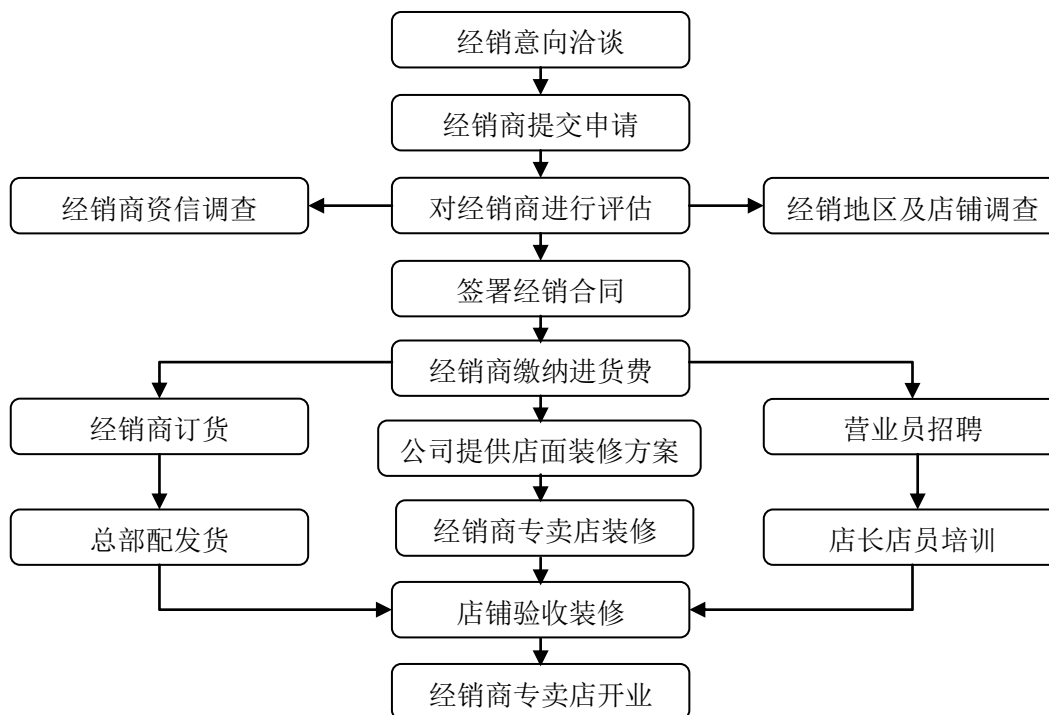 经销意向洽谈
经销商提交申请
经销商资信调查
对经销商进行评估
经销地区及店铺调查
签署经销合同
经销商缴纳进货费
经销商订货
公司提供店面装修方案
营业员招聘
总部配发货
经销商专卖店装修
店长店员培训
店铺验收装修
经销商专卖店开业